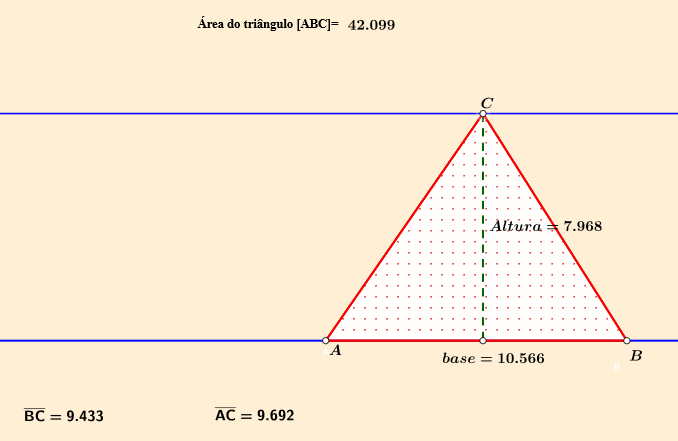 Área do triângulo [ABC]= 42.099
C
Altura = 7.968
A
B
base = 10.566
BC = 9.433
AC = 9.692